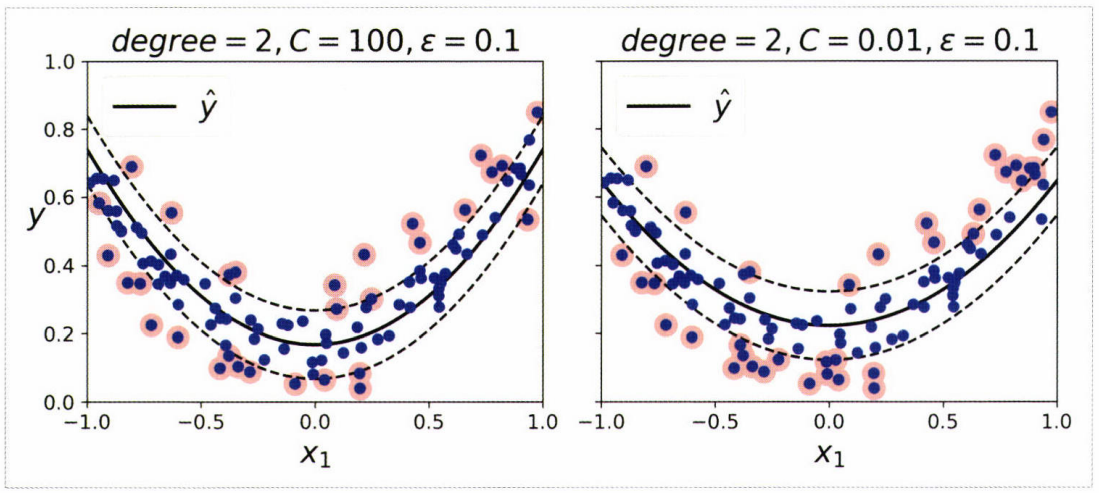 degree = 2, C = 100, ε = 0.1
degree = 2, C = 0.01, ε = 0.1
ŷ
ŷ
1.0
0.8
0.6
0.4
0.2
0.0
y
−1.0 −0.5 0.0 0.5 1.0
−1.0 −0.5 0.0 0.5 1.0
x₁
x₁